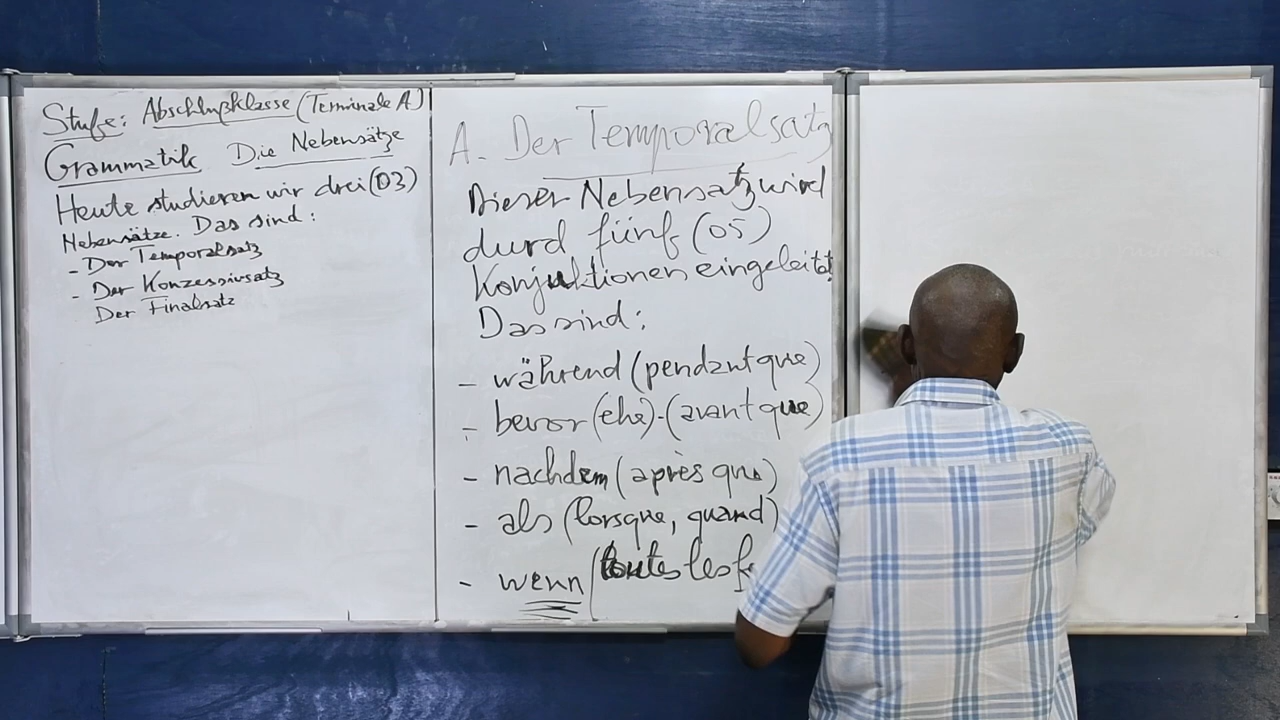 Stufe: Abschlußklasse (Terminale A)
Grammatik Die Nebensätze
Heute studieren wir drei (03)
Nebensätze. Das sind:
- Der Temporalsatz
- Der Konzessivsatz
Der Finalsatz
A. Der Temporalsatz
Dieser Nebensatz wird
durch fünf (05)
Konjuktionen eingeleitet.
Das sind:
- während (pendant que)
- bevor (ehe) - (avant que)
- nachdem (après que)
- als (lorsque, quand)
- wenn (toutes les